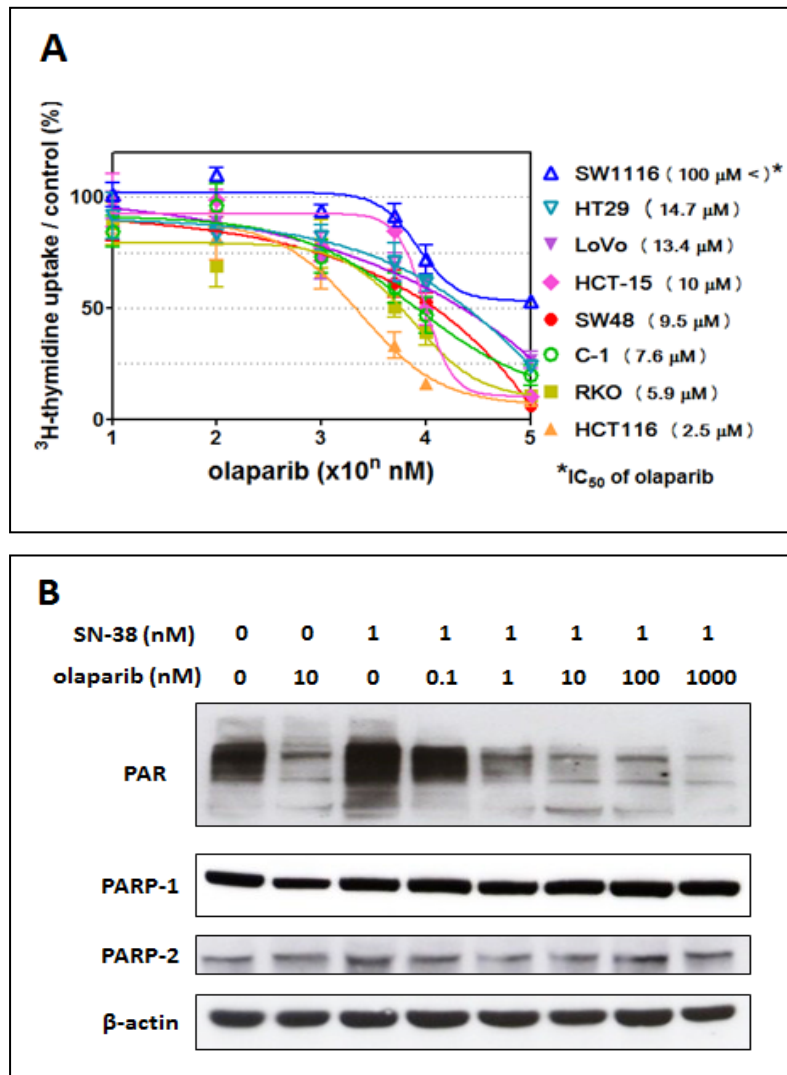 A
³H-thymidine uptake / control (%)
100
50
0
1 2 3 4 5
olaparib (x10ⁿ nM)
SW1116 ( 100 μM <)*
HT29 ( 14.7 μM)
LoVo ( 13.4 μM)
HCT-15 ( 10 μM)
SW48 ( 9.5 μM)
C-1 ( 7.6 μM)
RKO ( 5.9 μM)
HCT116 ( 2.5 μM)
*IC₅₀ of olaparib
B
SN-38 (nM) 0 0 1 1 1 1 1 1
olaparib (nM) 0 10 0 0.1 1 10 100 1000
PAR
PARP-1
PARP-2
β-actin